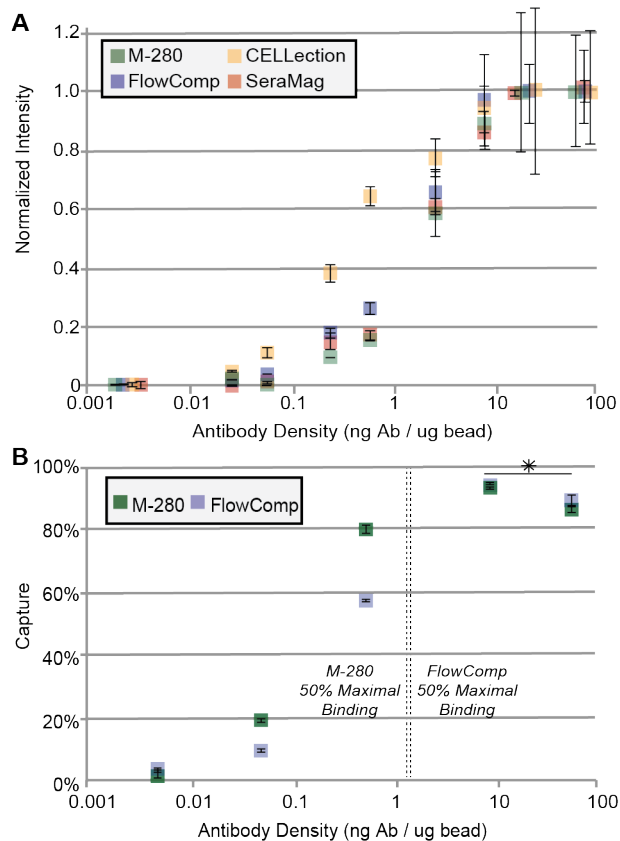 A
1.2
M-280 CELLection
FlowComp SeraMag
1.0
0.8
0.6
0.4
0.2
0
Normalized Intensity
0.001 0.01 0.1 1 10 100
Antibody Density (ng Ab / ug bead)
B
100%
M-280 FlowComp
80%
60%
40%
20%
0%
Capture
M-280
50% Maximal
Binding
FlowComp
50% Maximal
Binding
0.001 0.01 0.1 1 10 100
Antibody Density (ng Ab / ug bead)